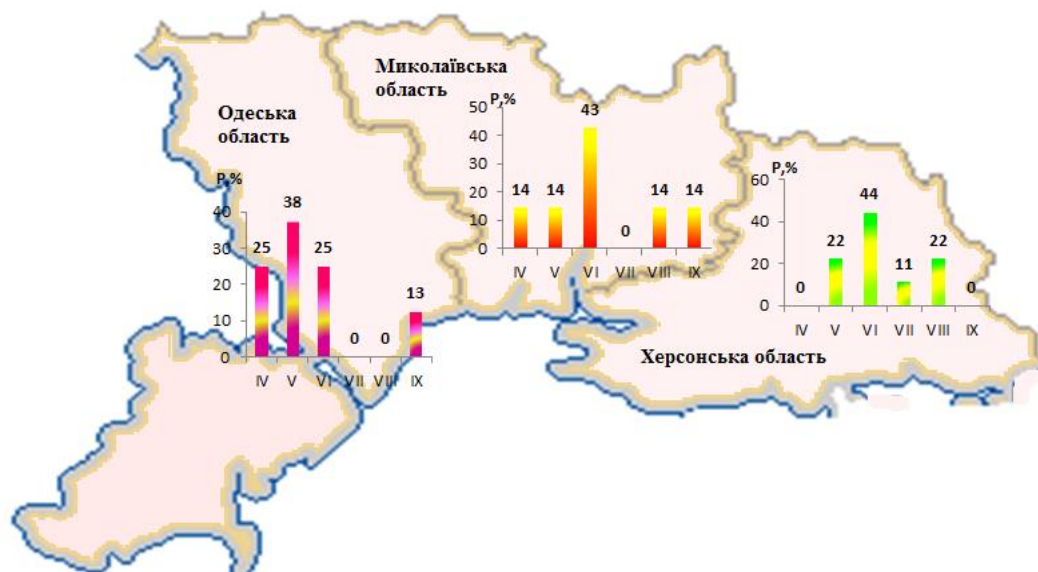 Миколаївська
область
Одеська
область
P,%
50
40
30
20
10
0
14
14
43
0
14
14
IV
V
VI
VII
VIII
IX
P,%
40
30
20
10
0
25
38
25
0
0
13
IV
V
VI
VII
VIII
IX
P,%
60
40
20
0
0
22
44
11
22
0
IV
V
VI
VII
VIII
IX
Херсонська область